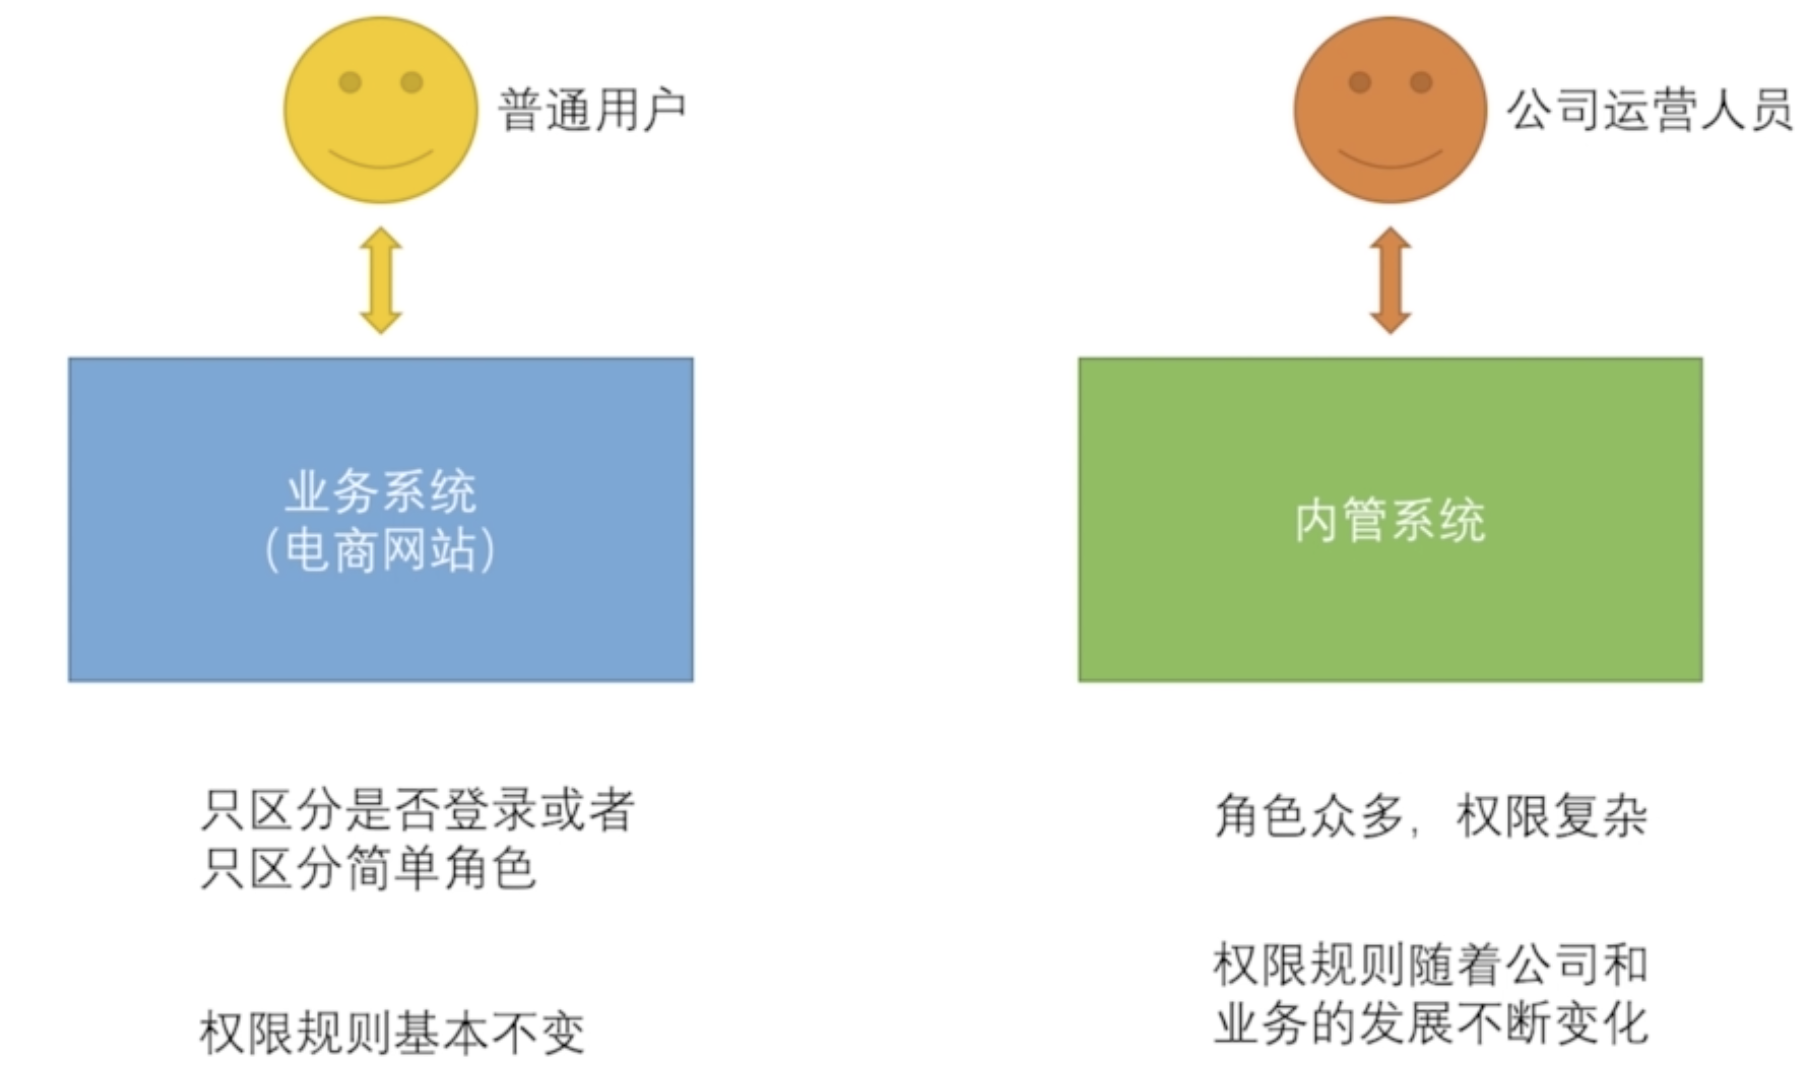 普通用户
公司运营人员
业务系统
（电商网站）
内管系统
只区分是否登录或者
只区分简单角色
角色众多，权限复杂
权限规则基本不变
权限规则随着公司和
业务的发展不断变化